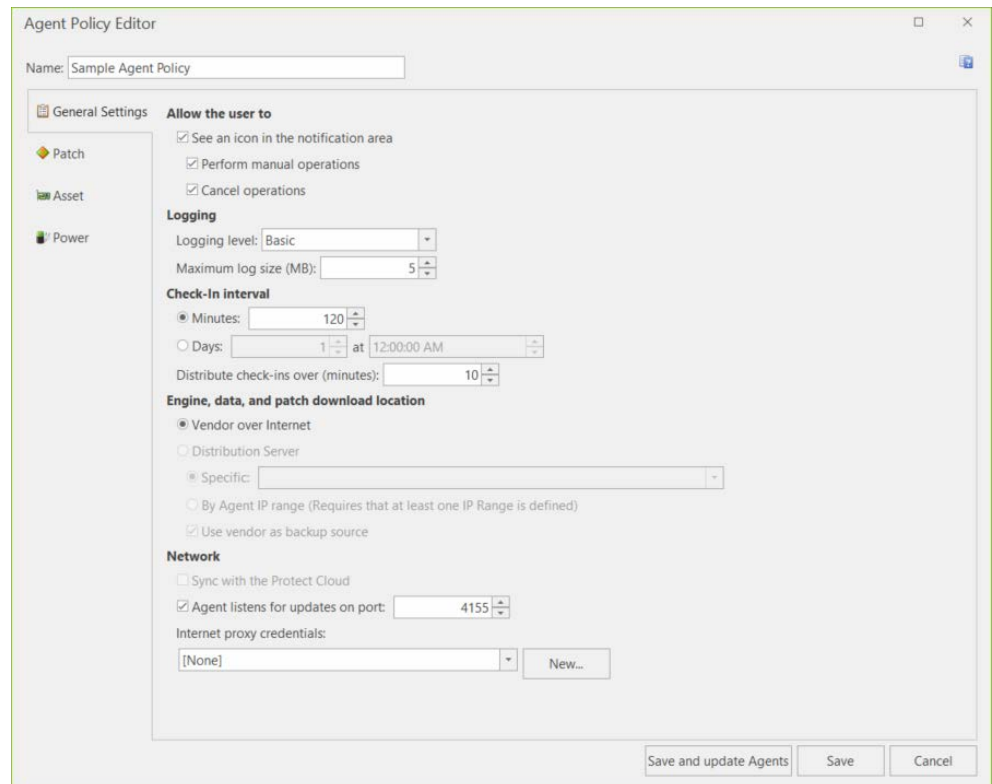 Agent Policy Editor
Name: Sample Agent Policy
General Settings
Patch
Asset
Power
Allow the user to
See an icon in the notification area
Perform manual operations
Cancel operations
Logging
Logging level: Basic
Maximum log size (MB): 5
Check-In interval
Minutes: 120
Days: 1 at 12:00:00 AM
Distribute check-ins over (minutes): 10
Engine, data, and patch download location
Vendor over Internet
Distribution Server
Specific:
By Agent IP range (Requires that at least one IP Range is defined)
Use vendor as backup source
Network
Sync with the Protect Cloud
Agent listens for updates on port: 4155
Internet proxy credentials:
[None] New...
Save and update Agents Save Cancel